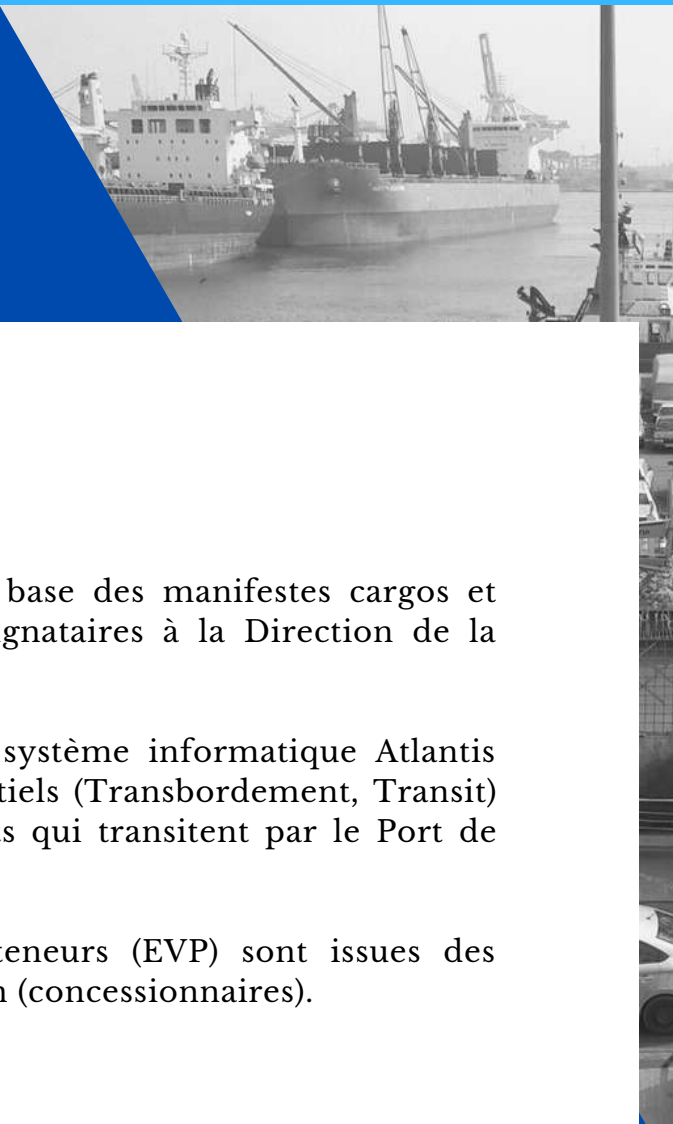 base des manifestes cargos et
gnataires à la Direction de la
système informatique Atlantis
tiels (Transbordement, Transit)
s qui transitent par le Port de
teneurs (EVP) sont issues des
n (concessionnaires).